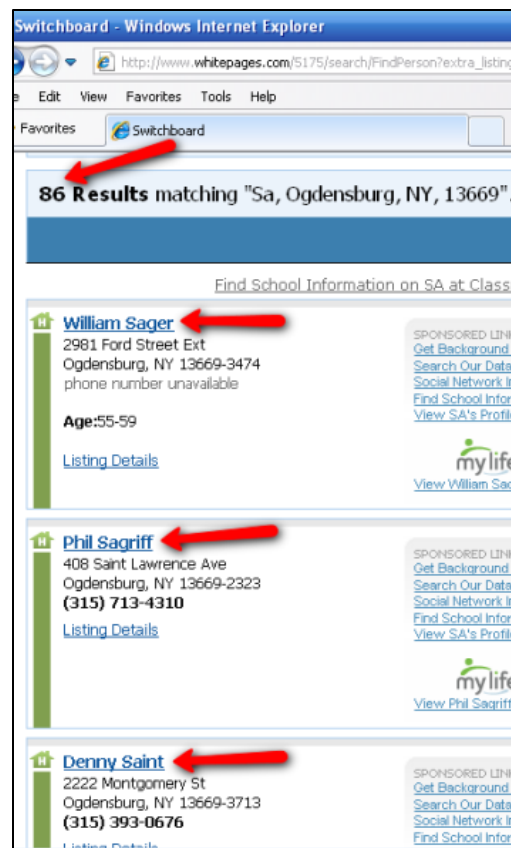 Switchboard - Windows Internet Explorer
http://www.whitepages.com/5175/search/FindPerson?extra_listing
Edit View Favorites Tools Help
Favorites Switchboard
86 Results matching "Sa, Ogdensburg, NY, 13669".
Find School Information on SA at Class
William Sager
2981 Ford Street Ext
Ogdensburg, NY 13669-3474
phone number unavailable
Age:55-59
Listing Details
SPONSORED LINK
Get Background
Search Our Data
Social Network I
Find School Infor
View SA's Profil
mylife
View William Sag
Phil Sagriff
408 Saint Lawrence Ave
Ogdensburg, NY 13669-2323
(315) 713-4310
Listing Details
SPONSORED LINK
Get Background
Search Our Data
Social Network I
Find School Infor
View SA's Profil
mylife
View Phil Sagriff
Denny Saint
2222 Montgomery St
Ogdensburg, NY 13669-3713
(315) 393-0676
Listing Details
SPONSORED LINK
Get Background
Search Our Data
Social Network I
Find School Infor